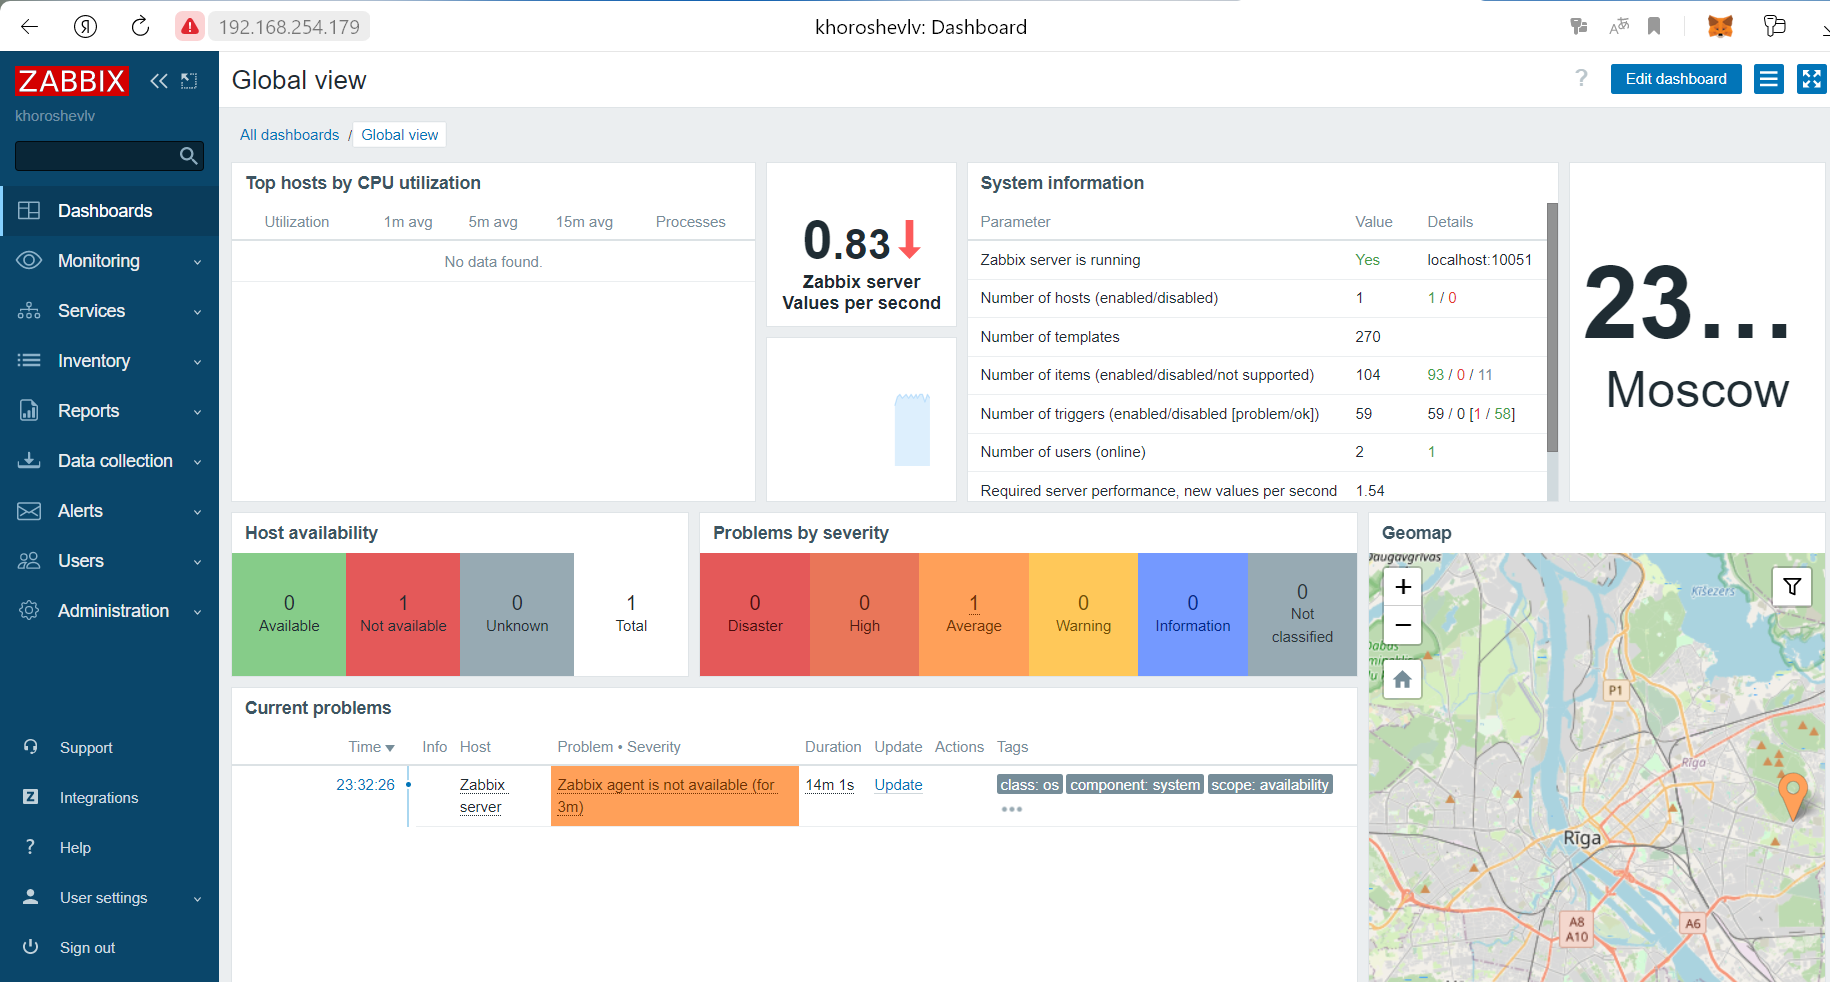 192.168.254.179
khoroshevlv: Dashboard
ZABBIX
khoroshevlv
Dashboards
Monitoring
Services
Inventory
Reports
Data collection
Alerts
Users
Administration
Support
Integrations
Help
User settings
Sign out
Global view
? Edit dashboard
All dashboards / Global view
Top hosts by CPU utilization
Utilization 1m avg 5m avg 15m avg Processes
No data found.
0.83
Zabbix server
Values per second
System information
Parameter Value Details
Zabbix server is running Yes localhost:10051
Number of hosts (enabled/disabled) 1 1 / 0
Number of templates 270
Number of items (enabled/disabled/not supported) 104 93 / 0 / 11
Number of triggers (enabled/disabled [problem/ok]) 59 59 / 0 [1 / 58]
Number of users (online) 2 1
Required server performance, new values per second 1.54
23...
Moscow
Host availability
0 Available
1 Not available
0 Unknown
1 Total
Problems by severity
0 Disaster
0 High
1 Average
0 Warning
0 Information
0 Not classified
Current problems
Time Info Host Problem • Severity Duration Update Actions Tags
23:32:26 Zabbix server Zabbix agent is not available (for 3m) 14m 1s Update class: os component: system scope: availability
Geomap
+
−
Ķīšezers
P1
Rīga
Rīga
A8
A10
A6